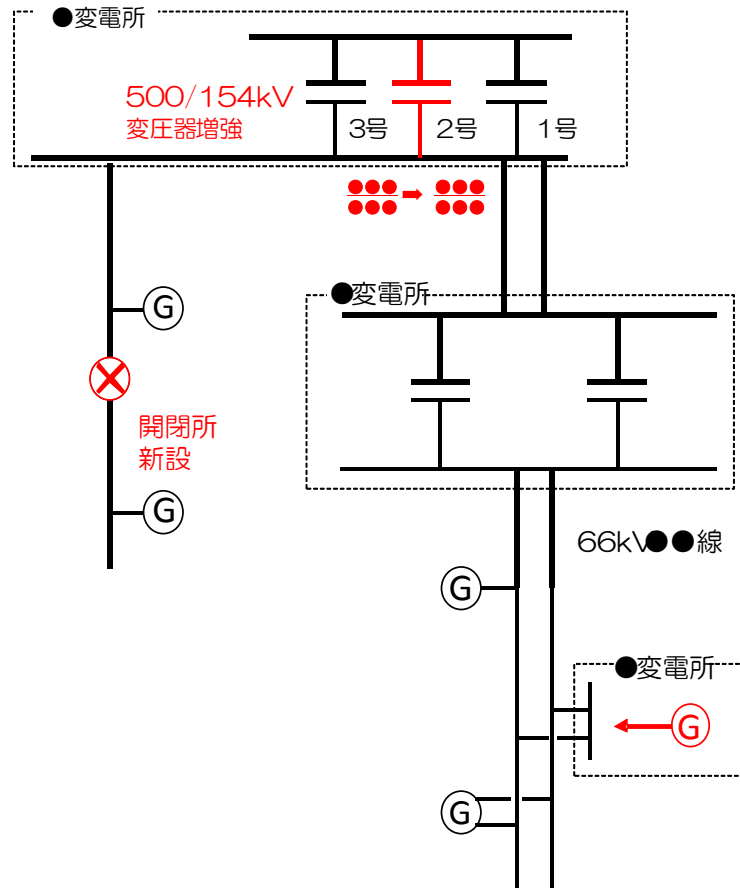 ●変電所
500/154kV
変圧器増強
3号
2号
1号
●●● ➡ ●●●
●●● ●●●
●変電所
G
開閉所
新設
G
66kV●●線
G
●変電所
G
G